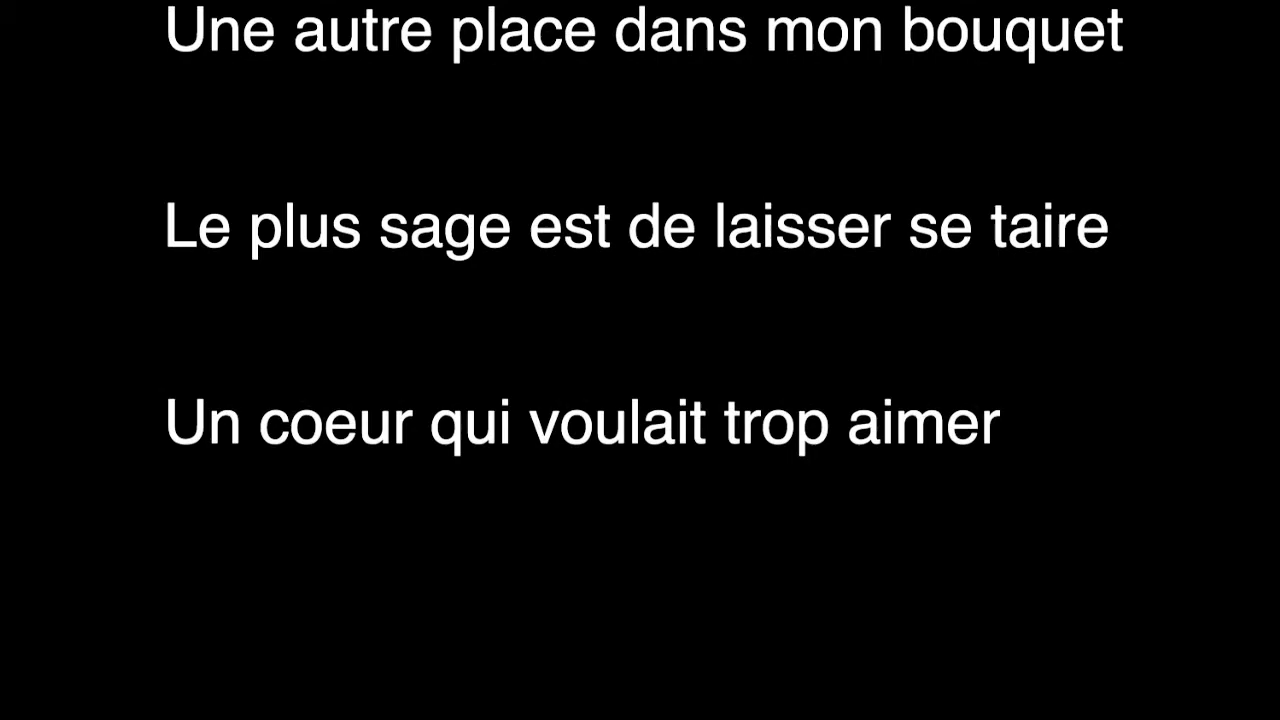 Une autre place dans mon bouquet
Le plus sage est de laisser se taire
Un coeur qui voulait trop aimer